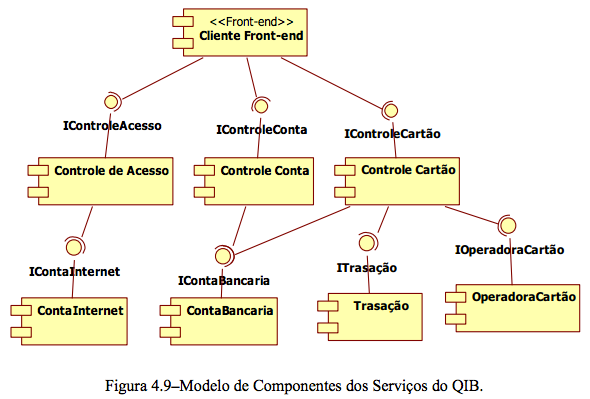 <<Front-end>>
Cliente Front-end
IControleAcesso
IControleConta
IControleCartão
Controle de Acesso
Controle Conta
Controle Cartão
IContaInternet
IContaBancaria
ITrasação
IOperadoraCartão
ContaInternet
ContaBancaria
Trasação
OperadoraCartão
Figura 4.9–Modelo de Componentes dos Serviços do QIB.